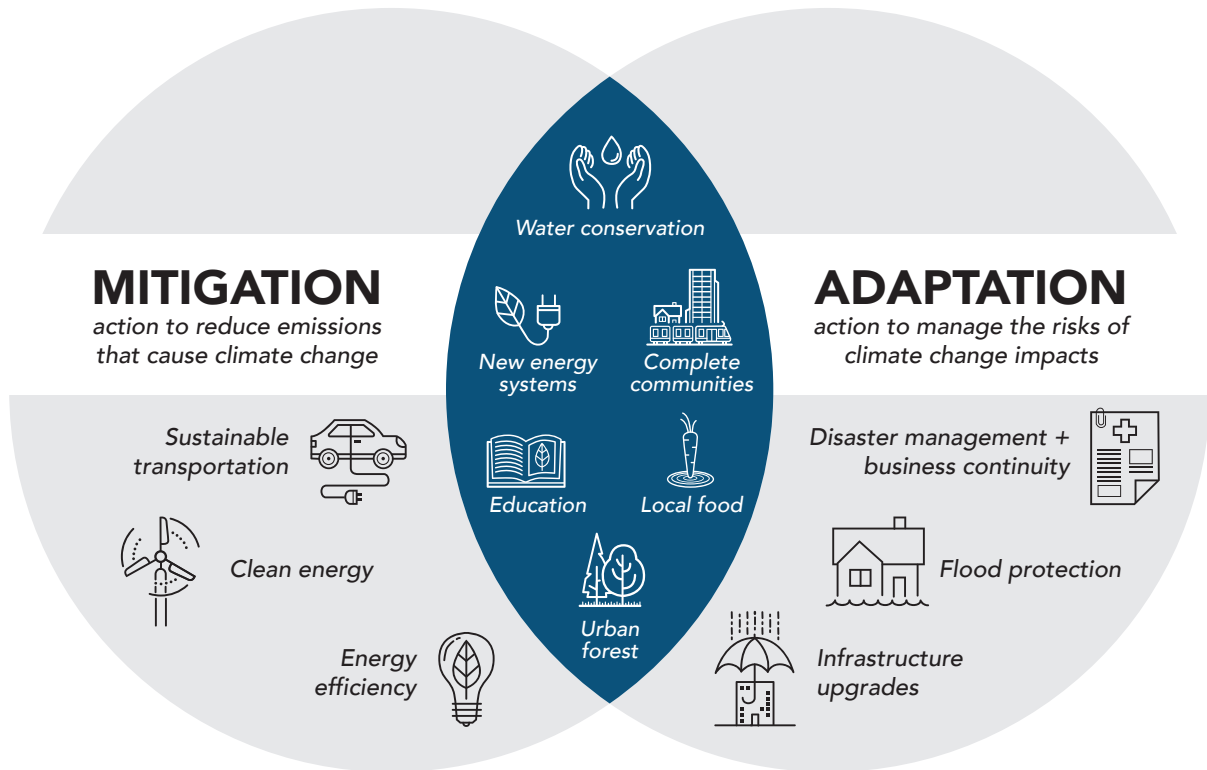 Water conservation
MITIGATION
action to reduce emissions
that cause climate change
New energy
systems
Complete
communities
ADAPTATION
action to manage the risks of
climate change impacts
Sustainable
transportation
Clean energy
Energy
efficiency
Education
Local food
Urban
forest
Disaster management +
business continuity
Flood protection
Infrastructure
upgrades